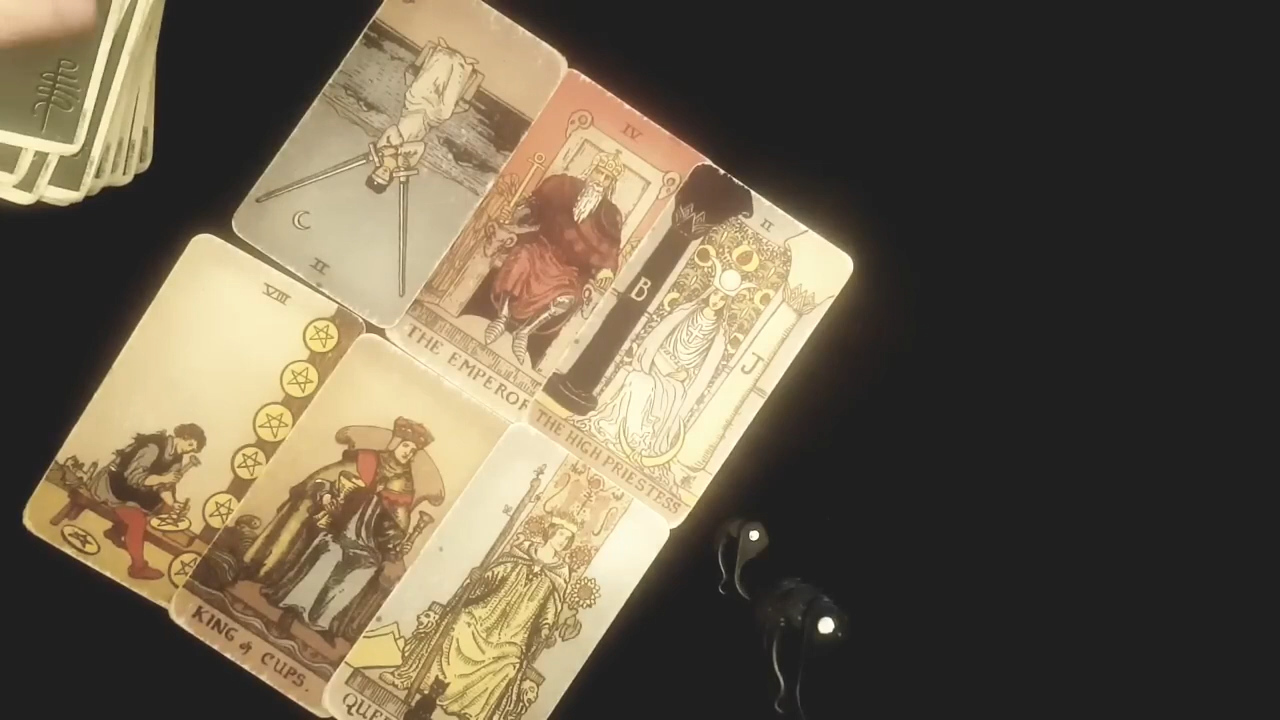 II
IV
THE EMPEROR
II
B
J
THE HIGH PRIESTESS
VIII
KING of CUPS.